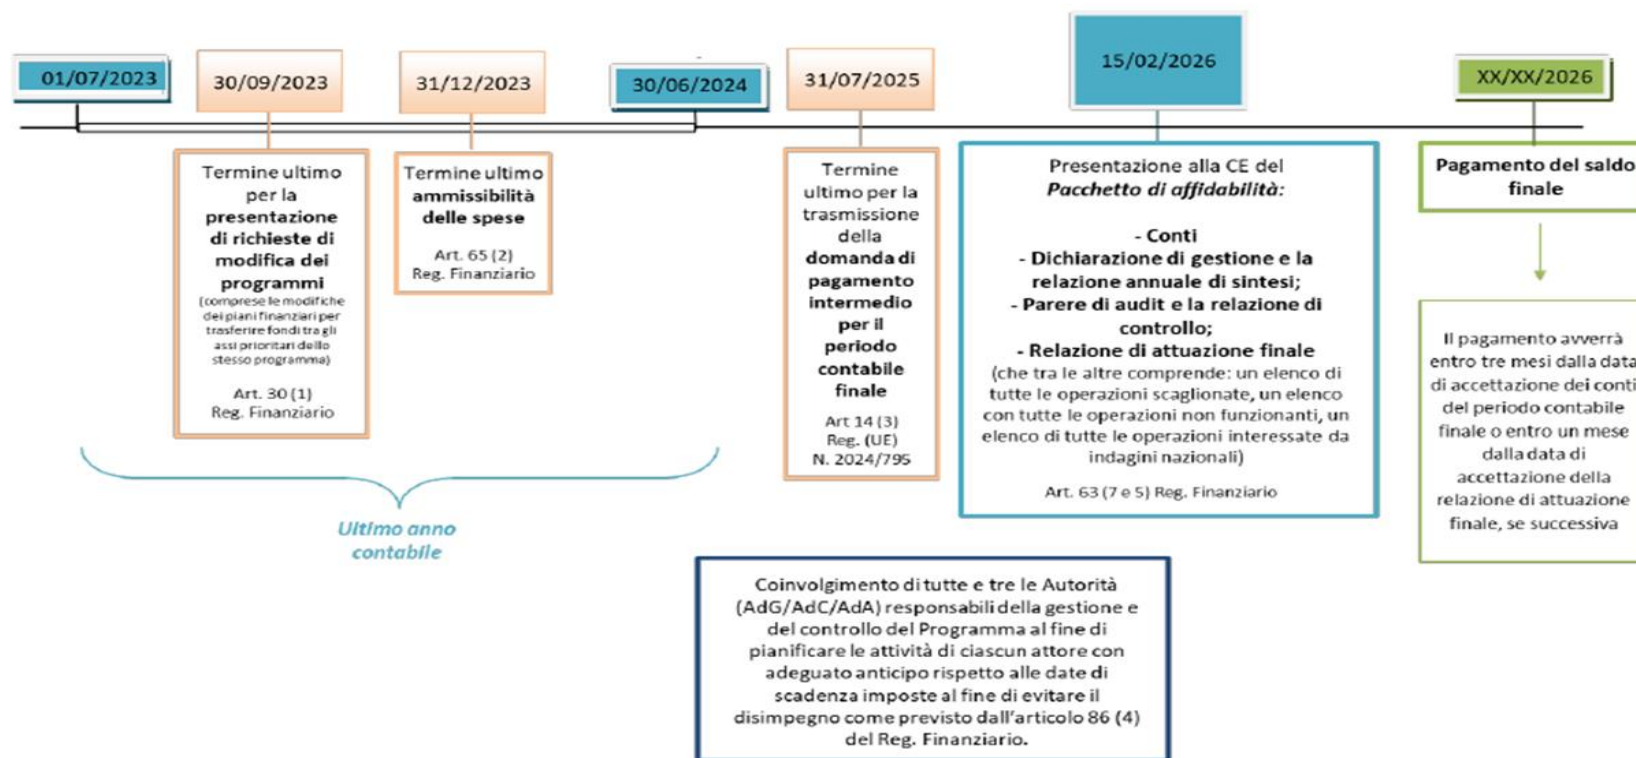 01/07/2023
30/09/2023
31/12/2023
30/06/2024
31/07/2025
15/02/2026
XX/XX/2026
Termine ultimo
per la
presentazione
di richieste di
modifica dei
programmi
(comprese le modifiche
dei piani finanziari per
trasferire fondi tra gli
assi prioritari dello
stesso programma)
Art. 30 (1)
Reg. Finanziario
Termine ultimo
ammissibilità
delle spese
Art. 65 (2)
Reg. Finanziario
Termine
ultimo per la
trasmissione
della
domanda di
pagamento
intermedio
per il
periodo
contabile
finale
Art 14 (3)
Reg. (UE)
N. 2024/795
Presentazione alla CE del
Pacchetto di affidabilità:
- Conti
- Dichiarazione di gestione e la
relazione annuale di sintesi;
- Parere di audit e la relazione di
controllo;
- Relazione di attuazione finale
(che tra le altre comprende: un elenco di
tutte le operazioni scaglionate, un elenco
con tutte le operazioni non funzionanti, un
elenco di tutte le operazioni interessate da
indagini nazionali)
Art. 63 (7 e 5) Reg. Finanziario
Pagamento del saldo
finale
Il pagamento avverrà
entro tre mesi dalla data
di accettazione dei conti
del periodo contabile
finale o entro un mese
dalla data di
accettazione della
relazione di attuazione
finale, se successiva
Ultimo anno
contabile
Coinvolgimento di tutte e tre le Autorità
(AdG/AdC/AdA) responsabili della gestione e
del controllo del Programma al fine di
pianificare le attività di ciascun attore con
adeguato anticipo rispetto alle date di
scadenza imposte al fine di evitare il
disimpegno come previsto dall'articolo 86 (4)
del Reg. Finanziario.